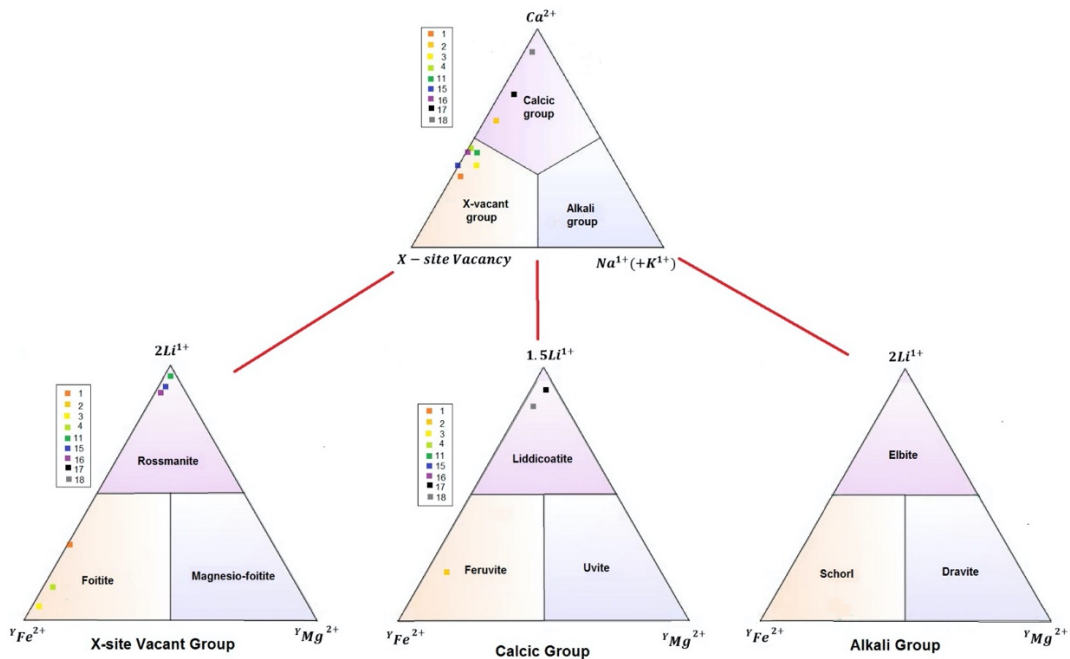 Ca²⁺
1
2
3
4
11
15
16
17
18
Calcic
group
X-vacant
group
Alkali
group
X − site Vacancy
Na¹⁺(+K¹⁺)
2Li¹⁺
1
2
3
4
11
15
16
17
18
Rossmanite
Foitite
Magnesio-foitite
ʸFe²⁺
ʸMg²⁺
X-site Vacant Group
1.5Li¹⁺
1
2
3
4
11
15
16
17
18
Liddicoatite
Feruvite
Uvite
ʸFe²⁺
ʸMg²⁺
Calcic Group
2Li¹⁺
Elbite
Schorl
Dravite
ʸFe²⁺
ʸMg²⁺
Alkali Group